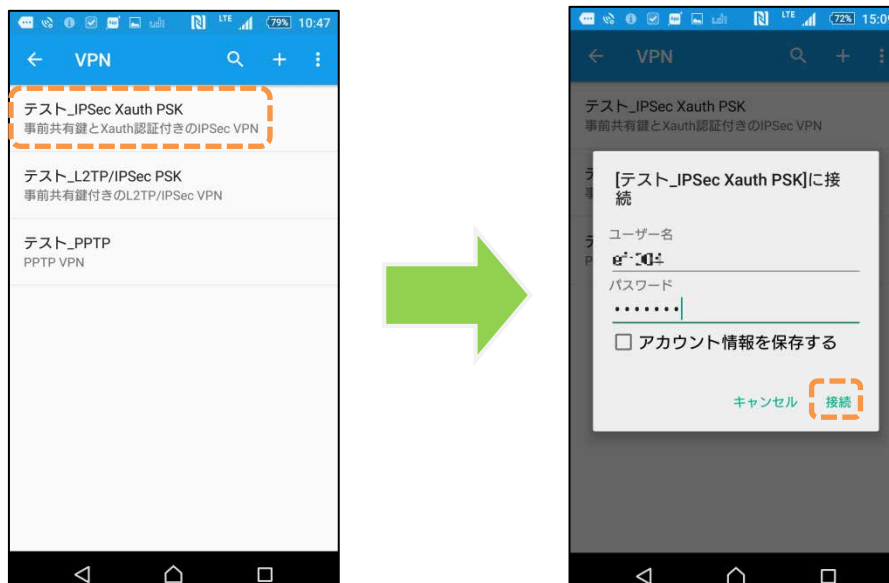 LTE 79% 10:47
VPN
テスト_IPSec Xauth PSK
事前共有鍵とXauth認証付きのIPSec VPN
テスト_L2TP/IPSec PSK
事前共有鍵付きのL2TP/IPSec VPN
テスト_PPTP
PPTP VPN
LTE 72% 15:09
VPN
テスト_IPSec Xauth PSK
事前共有鍵とXauth認証付きのIPSec VPN
[テスト_IPSec Xauth PSK]に接
続
ユーザー名
パスワード
•••••••
アカウント情報を保存する
キャンセル 接続